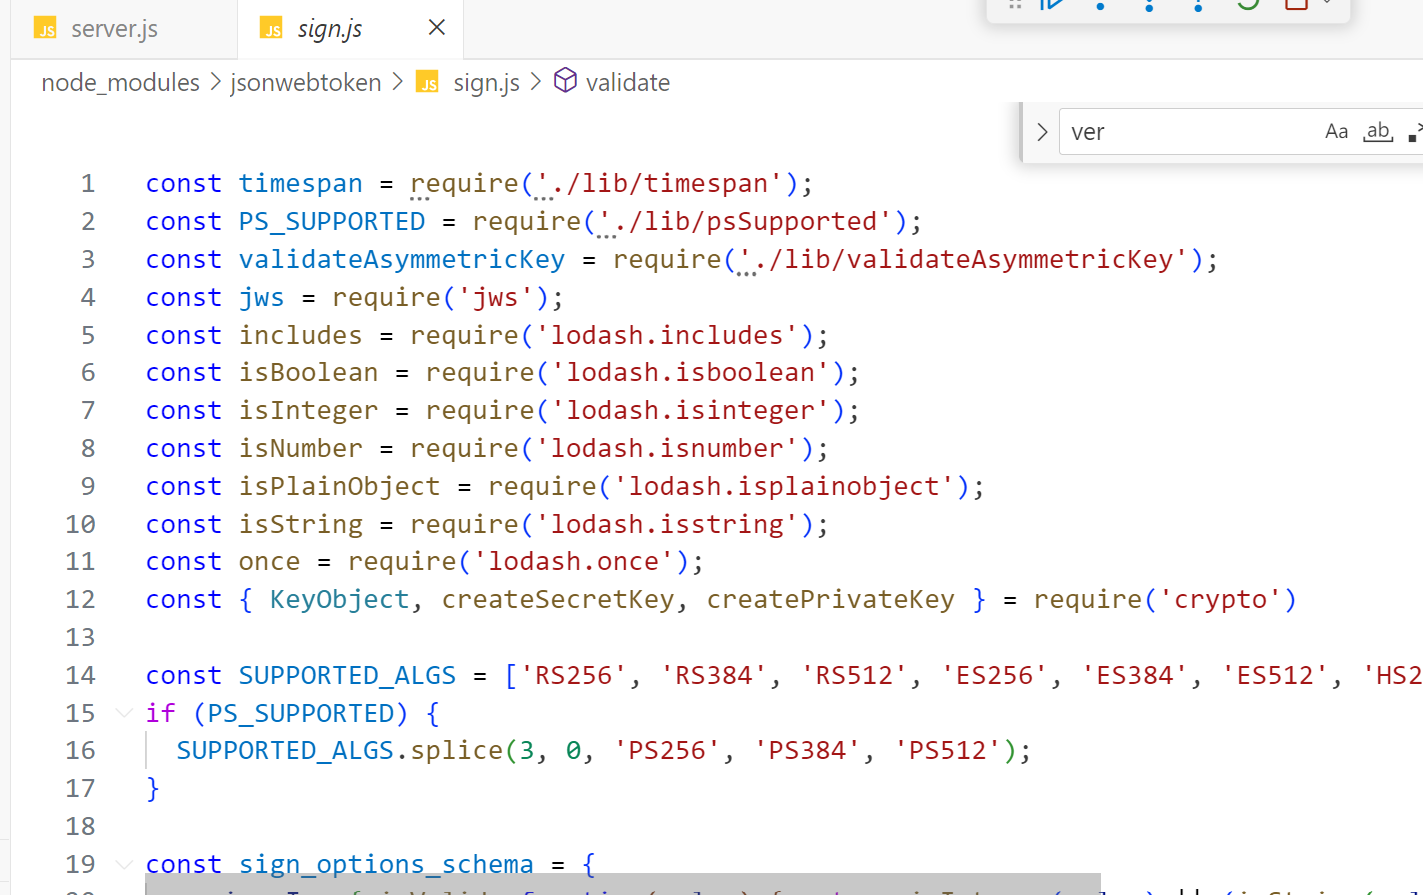 JS server.js JS sign.js
node_modules > jsonwebtoken > JS sign.js > validate
ver Aa ab
1 const timespan = require('./lib/timespan');
2 const PS_SUPPORTED = require('./lib/psSupported');
3 const validateAsymmetricKey = require('./lib/validateAsymmetricKey');
4 const jws = require('jws');
5 const includes = require('lodash.includes');
6 const isBoolean = require('lodash.isboolean');
7 const isInteger = require('lodash.isinteger');
8 const isNumber = require('lodash.isnumber');
9 const isPlainObject = require('lodash.isplainobject');
10 const isString = require('lodash.isstring');
11 const once = require('lodash.once');
12 const { KeyObject, createSecretKey, createPrivateKey } = require('crypto')
13
14 const SUPPORTED_ALGS = ['RS256', 'RS384', 'RS512', 'ES256', 'ES384', 'ES512', 'HS2
15 if (PS_SUPPORTED) {
16 SUPPORTED_ALGS.splice(3, 0, 'PS256', 'PS384', 'PS512');
17 }
18
19 const sign_options_schema = {